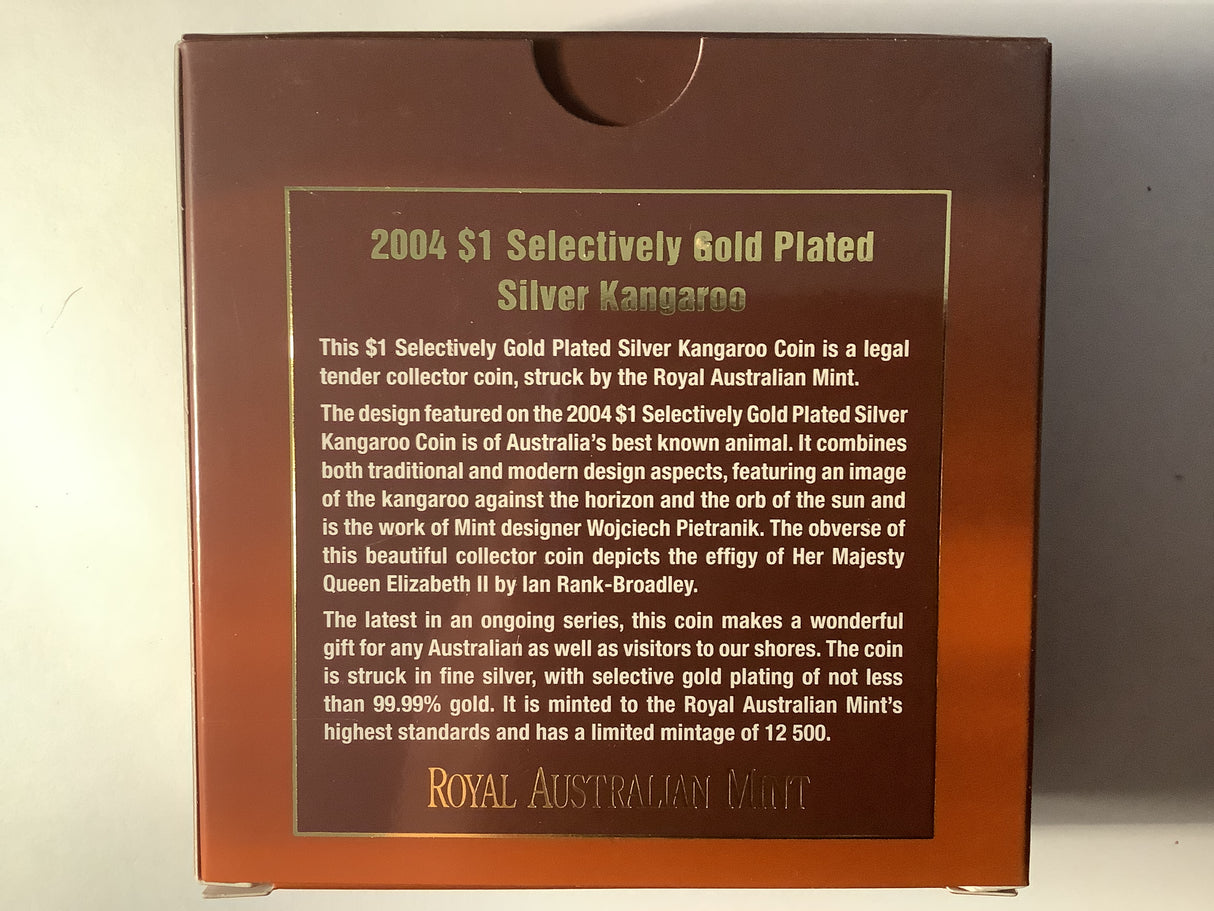 2004 $1 Selectively Gold Plated
Silver Kangaroo
This $1 Selectively Gold Plated Silver Kangaroo Coin is a legal
tender collector coin, struck by the Royal Australian Mint.
The design featured on the 2004 $1 Selectively Gold Plated Silver
Kangaroo Coin is of Australia's best known animal. It combines
both traditional and modern design aspects, featuring an image
of the kangaroo against the horizon and the orb of the sun and
is the work of Mint designer Wojciech Pietranik. The obverse of
this beautiful collector coin depicts the effigy of Her Majesty
Queen Elizabeth II by Ian Rank-Broadley.
The latest in an ongoing series, this coin makes a wonderful
gift for any Australian as well as visitors to our shores. The coin
is struck in fine silver, with selective gold plating of not less
than 99.99% gold. It is minted to the Royal Australian Mint's
highest standards and has a limited mintage of 12 500.
ROYAL AUSTRALIAN MINT